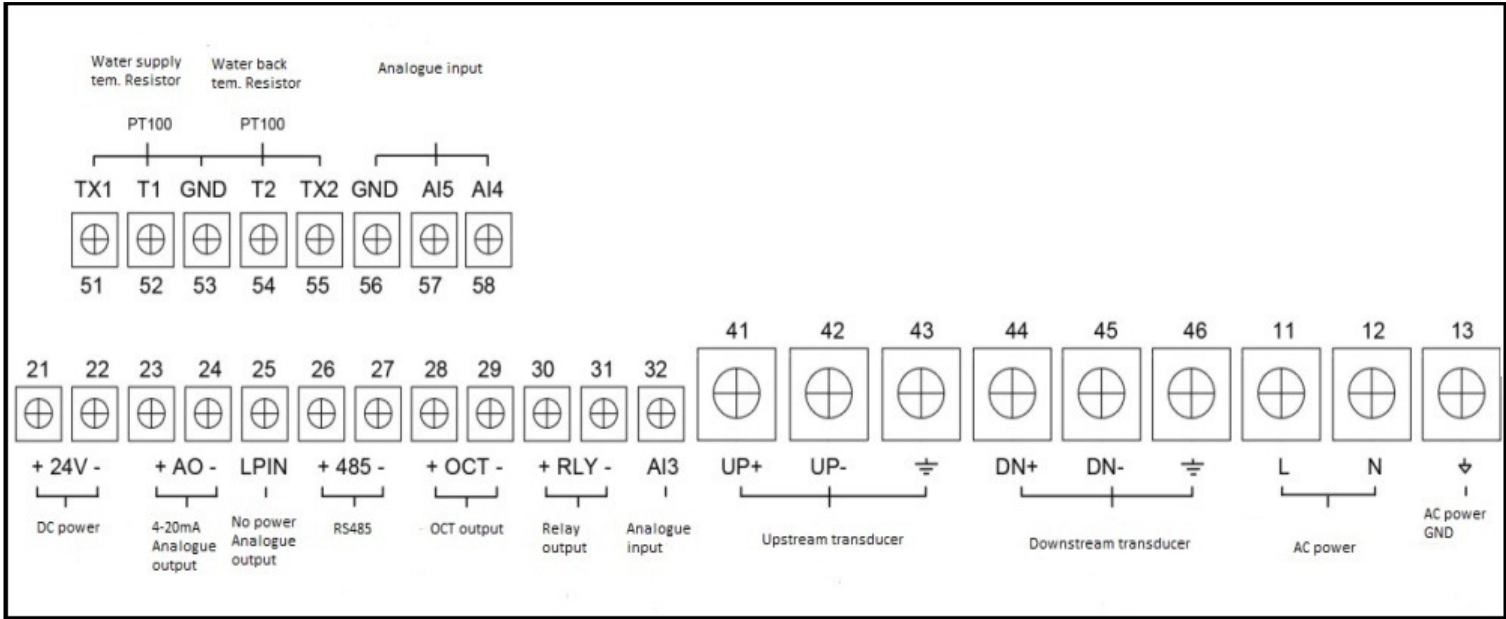 Water supply tem. Resistor
Water back tem. Resistor
Analogue input
PT100 PT100
TX1 T1 GND T2 TX2 GND AI5 AI4
51 52 53 54 55 56 57 58
41 42 43 44 45 46 11 12 13
21 22 23 24 25 26 27 28 29 30 31 32
+ 24V - + AO - LPIN + 485 - + OCT - + RLY - AI3 UP+ UP- DN+ DN- L N
DC power
4-20mA
Analogue
output
No power
Analogue
output
RS485
OCT output
Relay
output
Analogue
input
Upstream transducer
Downstream transducer
AC power
AC power
GND